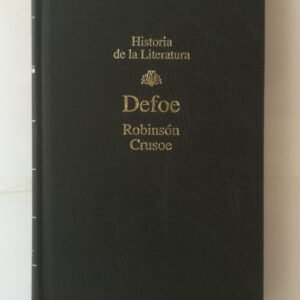 Historia
de la Literatura
Defoe
Robinsón
Crusoe